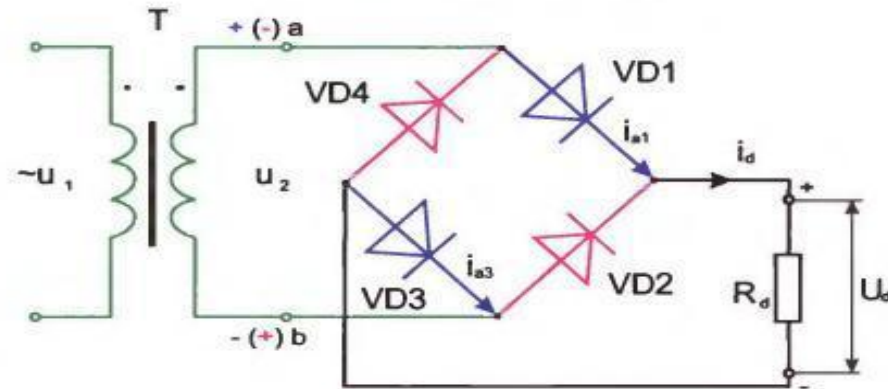 T
+ (-) a
VD4
VD1
i a1
i d
+
~u 1
u 2
R d
U d
i a3
VD3
VD2
- (+) b
-